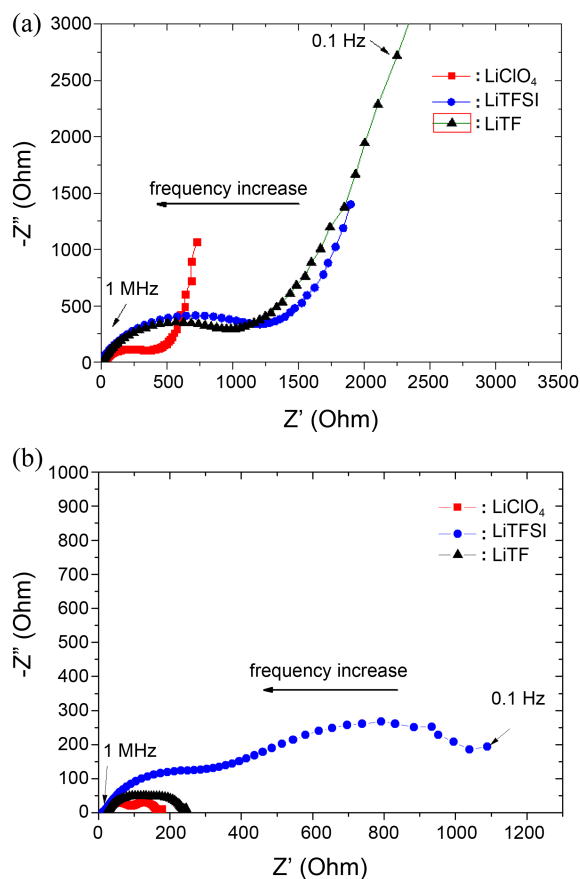 (a)
3000
2500
2000
1500
1000
500
0
0 500 1000 1500 2000 2500 3000 3500
-Z" (Ohm)
Z' (Ohm)
0.1 Hz
: LiClO₄
: LiTFSI
: LiTF
frequency increase
1 MHz
(b)
1000
900
800
700
600
500
400
300
200
100
0
0 200 400 600 800 1000 1200
-Z" (Ohm)
Z' (Ohm)
: LiClO₄
: LiTFSI
: LiTF
frequency increase
0.1 Hz
1 MHz